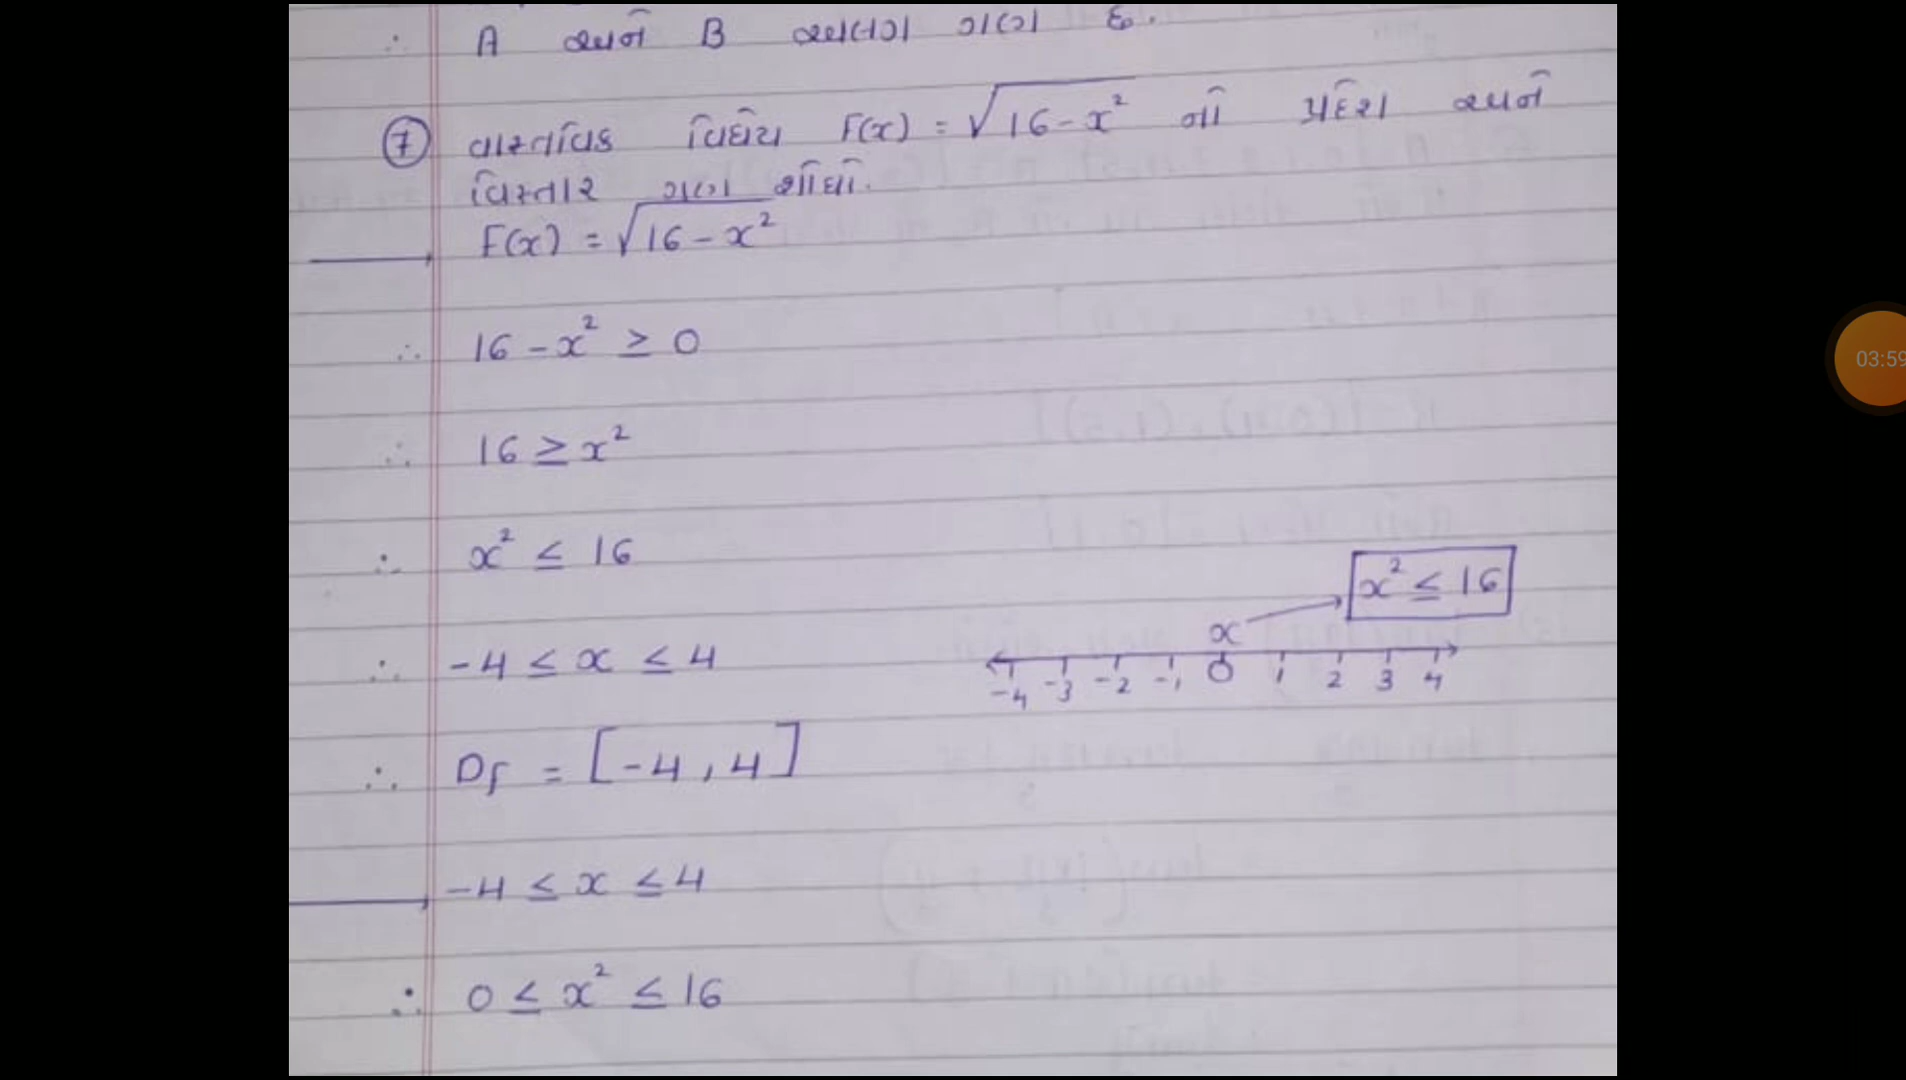 ∴ A અને B સમાન ગણ છે.
⑦ વાસ્તવિક વિધેય F(x) = √16-x² નો પ્રદેશ અને
વિસ્તાર ગણ શોધો.
F(x) = √16-x²
∴ 16-x² ≥ 0
∴ 16 ≥ x²
∴ x² ≤ 16
x² ≤ 16
∴ -4 ≤ x ≤ 4
x
-4 -3 -2 -1 0 1 2 3 4
∴ Df = [-4, 4]
-4 ≤ x ≤ 4
∴ 0 ≤ x² ≤ 16
03:59